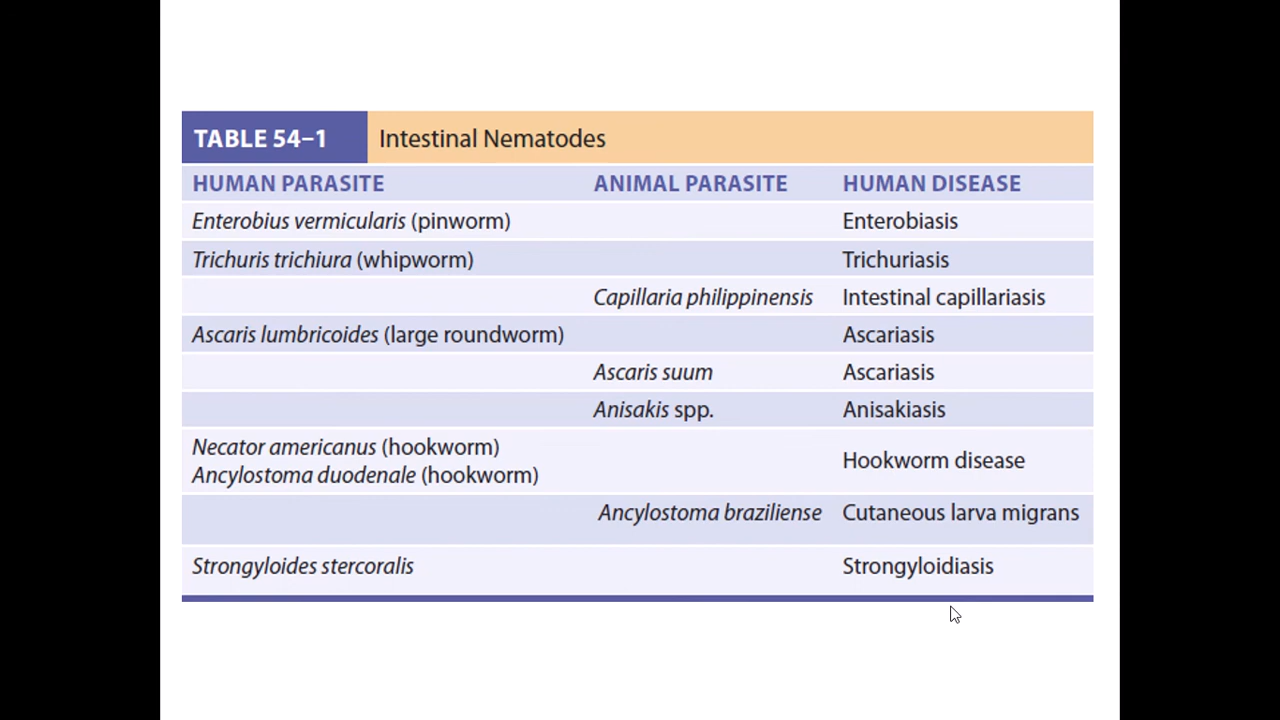 TABLE 54–1 Intestinal Nematodes
HUMAN PARASITE ANIMAL PARASITE HUMAN DISEASE
Enterobius vermicularis (pinworm) Enterobiasis
Trichuris trichiura (whipworm) Trichuriasis
Capillaria philippinensis Intestinal capillariasis
Ascaris lumbricoides (large roundworm) Ascariasis
Ascaris suum Ascariasis
Anisakis spp. Anisakiasis
Necator americanus (hookworm)
Ancylostoma duodenale (hookworm)
Hookworm disease
Ancylostoma braziliense Cutaneous larva migrans
Strongyloides stercoralis Strongyloidiasis